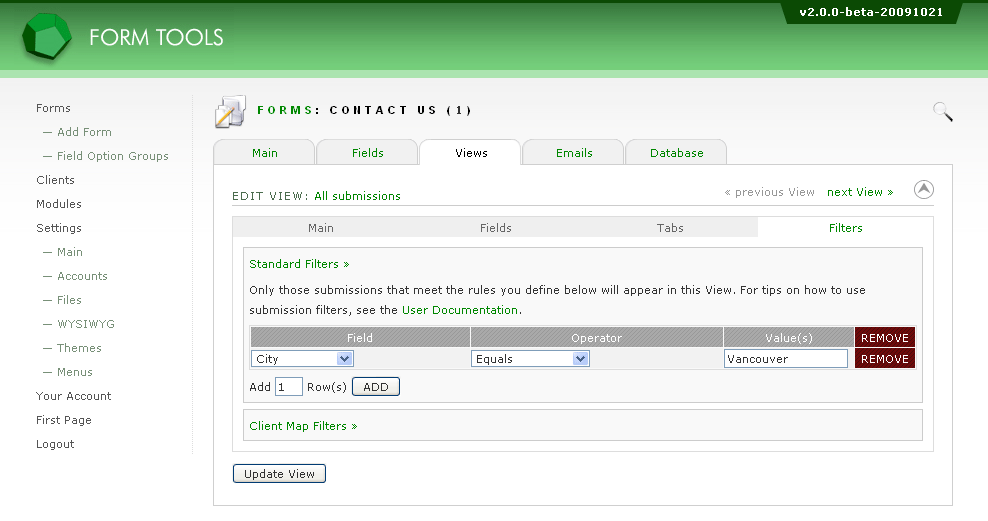 v2.0.0-beta-20091021
FORM TOOLS
Forms
— Add Form
— Field Option Groups
Clients
Modules
Settings
— Main
— Accounts
— Files
— WYSIWYG
— Themes
— Menus
Your Account
First Page
Logout
FORMS: CONTACT US (1)
Main Fields Views Emails Database
EDIT VIEW: All submissions « previous View next View »
Main Fields Tabs Filters
Standard Filters »
Only those submissions that meet the rules you define below will appear in this View. For tips on how to use
submission filters, see the User Documentation.
Field Operator Value(s) REMOVE
City Equals Vancouver REMOVE
Add 1 Row(s) ADD
Client Map Filters »
Update View